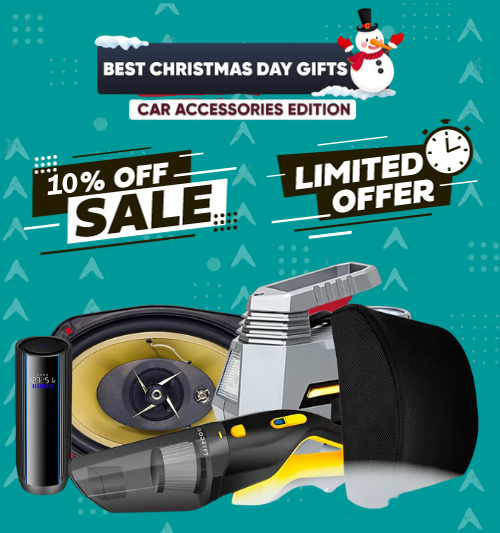 BEST CHRISTMAS DAY GIFTS
CAR ACCESSORIES EDITION
10% OFF
SALE
LIMITED
OFFER